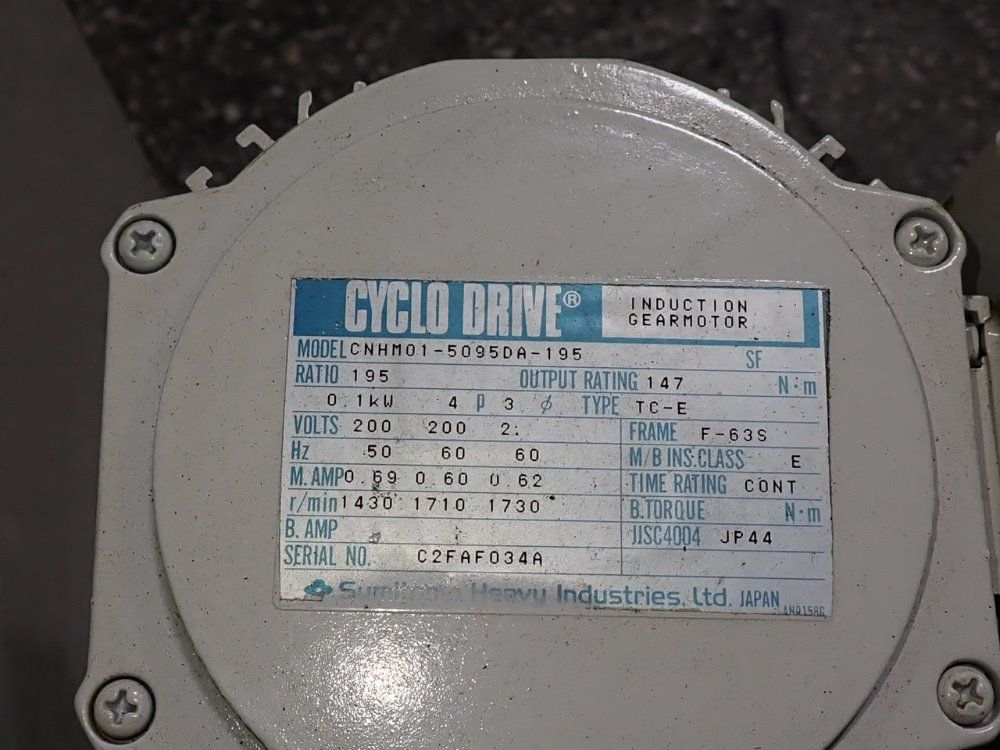 CYCLO DRIVE® INDUCTION GEARMOTOR
MODEL CNHM01-5095DA-195 SF
RATIO 195 OUTPUT RATING 147 N·m
0.1kW 4 P 3 ϕ TYPE TC-E
VOLTS 200 200 FRAME F-63S
Hz 50 60 60 M/B INS.CLASS E
M. AMP 0.69 0.60 0.62 TIME RATING CONT
r/min 1430 1710 1730 B.TORQUE N·m
B. AMP JISC4004 JP44
SERIAL NO. C2FAF034A
Sumitomo Heavy Industries, Ltd. JAPAN